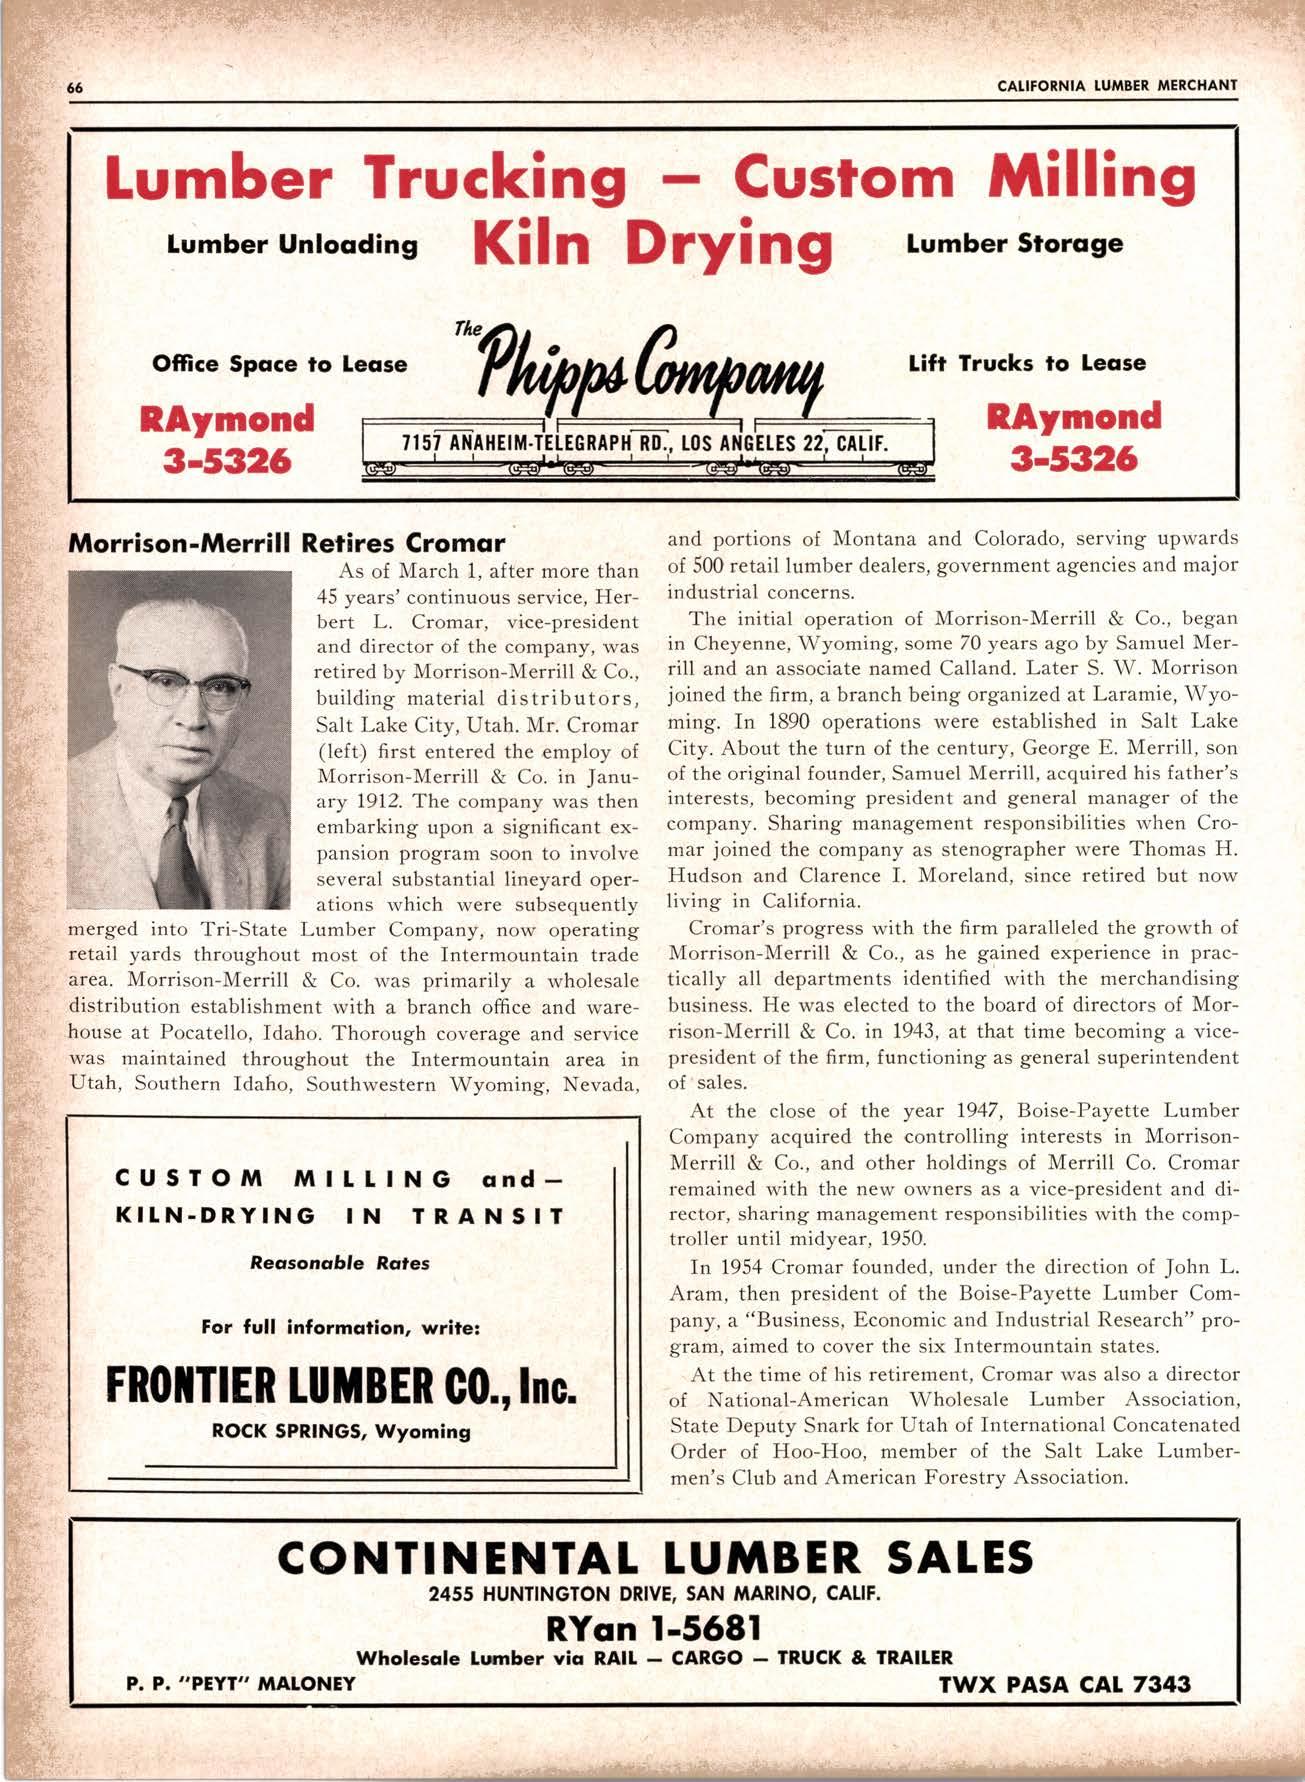 66
CALIFORNIA LUMBER MERCHANT
Lumber Trucking — Custom Milling
Lumber Unloading
Kiln Drying
Lumber Storage
The Phipps Company
Office Space to Lease
Lift Trucks to Lease
RAymond
3-5326
7157 ANAHEIM-TELEGRAPH RD., LOS ANGELES 22, CALIF.
RAymond
3-5326
Morrison-Merrill Retires Cromar
As of March 1, after more than
45 years' continuous service, Her-
bert L. Cromar, vice-president
and director of the company, was
retired by Morrison-Merrill & Co.,
building material distributors,
Salt Lake City, Utah. Mr. Cromar
(left) first entered the employ of
Morrison-Merrill & Co. in Janu-
ary 1912. The company was then
embarking upon a significant ex-
pansion program soon to involve
several substantial lineyard oper-
ations which were subsequently
merged into Tri-State Lumber Company, now operating
retail yards throughout most of the Intermountain trade
area. Morrison-Merrill & Co. was primarily a wholesale
distribution establishment with a branch office and ware-
house at Pocatello, Idaho. Thorough coverage and service
was maintained throughout the Intermountain area in
Utah, Southern Idaho, Southwestern Wyoming, Nevada,
and portions of Montana and Colorado, serving upwards
of 500 retail lumber dealers, government agencies and major
industrial concerns.
The initial operation of Morrison-Merrill & Co., began
in Cheyenne, Wyoming, some 70 years ago by Samuel Mer-
rill and an associate named Calland. Later S. W. Morrison
joined the firm, a branch being organized at Laramie, Wyo-
ming. In 1890 operations were established in Salt Lake
City. About the turn of the century, George E. Merrill, son
of the original founder, Samuel Merrill, acquired his father's
interests, becoming president and general manager of the
company. Sharing management responsibilities when Cro-
mar joined the company as stenographer were Thomas H.
Hudson and Clarence I. Moreland, since retired but now
living in California.
Cromar's progress with the firm paralleled the growth of
Morrison-Merrill & Co., as he gained experience in prac-
tically all departments identified with the merchandising
business. He was elected to the board of directors of Mor-
rison-Merrill & Co. in 1943, at that time becoming a vice-
president of the firm, functioning as general superintendent
of sales.
At the close of the year 1947, Boise-Payette Lumber
Company acquired the controlling interests in Morrison-
Merrill & Co., and other holdings of Merrill Co. Cromar
remained with the new owners as a vice-president and di-
rector, sharing management responsibilities with the comp-
troller until midyear, 1950.
In 1954 Cromar founded, under the direction of John L.
Aram, then president of the Boise-Payette Lumber Com-
pany, a "Business, Economic and Industrial Research" pro-
gram, aimed to cover the six Intermountain states.
At the time of his retirement, Cromar was also a director
of National-American Wholesale Lumber Association,
State Deputy Snark for Utah of International Concatenated
Order of Hoo-Hoo, member of the Salt Lake Lumber-
men's Club and American Forestry Association.
CUSTOM MILLING and—
KILN-DRYING IN TRANSIT
Reasonable Rates
For full information, write:
FRONTIER LUMBER CO., Inc.
ROCK SPRINGS, Wyoming
CONTINENTAL LUMBER SALES
2455 HUNTINGTON DRIVE, SAN MARINO, CALIF.
RYan 1-5681
Wholesale Lumber via RAIL — CARGO — TRUCK & TRAILER
P. P. "PEYT" MALONEY
TWX PASA CAL 7343